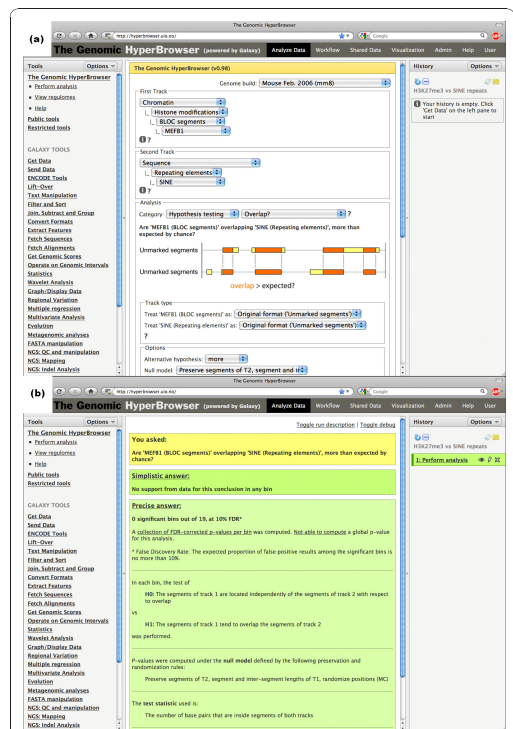 (a)
The Genomic HyperBrowser (v0.98)
http://hyperbrowser.uio.no/
Google
The Genomic HyperBrowser (powered by Galaxy)
Analyze Data Workflow Shared Data Visualization Admin Help User
Tools Options
The Genomic HyperBrowser
Perform analysis
View regulomes
Help
Public tools
Restricted tools
GALAXY TOOLS
Get Data
Send Data
ENCODE Tools
Lift-Over
Text Manipulation
Filter and Sort
Join, Subtract and Group
Convert Formats
Extract Features
Fetch Sequences
Fetch Alignments
Get Genomic Scores
Operate on Genomic Intervals
Statistics
Wavelet Analysis
Graph/Display Data
Regional Variation
Multiple regression
Multivariate Analysis
Evolution
Metagenomic analyses
FASTA manipulation
NGS: QC and manipulation
NGS: Mapping
NGS: Indel Analysis
The Genomic HyperBrowser (v0.98)
Genome build: Mouse Feb. 2006 (mm8)
First Track
Chromatin
|_ Histone modifications
|_ BLOC segments
|_ MEFB1
?
Second Track
Sequence
|_ Repeating elements
|_ SINE
?
Analysis
Category: Hypothesis testing Overlap? ?
Are 'MEFB1 (BLOC segments)' overlapping 'SINE (Repeating elements)', more than
expected by chance?
Unmarked segments
Unmarked segments
overlap > expected?
Track type
Treat 'MEFB1 (BLOC segments)' as: Original format ('Unmarked segments')
Treat 'SINE (Repeating elements)' as: Original format ('Unmarked segments')
?
Options
Alternative hypothesis: more
Null model: Preserve segments of T2, segment and in
History Options
H3K27me3 vs SINE repeats
Your history is empty. Click
'Get Data' on the left pane to
start
(b)
The Genomic HyperBrowser
http://hyperbrowser.uio.no/
Google
The Genomic HyperBrowser (powered by Galaxy)
Analyze Data Workflow Shared Data Visualization Admin Help User
Tools Options
The Genomic HyperBrowser
Perform analysis
View regulomes
Help
Public tools
Restricted tools
GALAXY TOOLS
Get Data
Send Data
ENCODE Tools
Lift-Over
Text Manipulation
Filter and Sort
Join, Subtract and Group
Convert Formats
Extract Features
Fetch Sequences
Fetch Alignments
Get Genomic Scores
Operate on Genomic Intervals
Statistics
Wavelet Analysis
Graph/Display Data
Regional Variation
Multiple regression
Multivariate Analysis
Evolution
Metagenomic analyses
FASTA manipulation
NGS: QC and manipulation
NGS: Mapping
NGS: Indel Analysis
Toggle run description | Toggle debug
You asked:
Are 'MEFB1 (BLOC segments)' overlapping 'SINE (Repeating elements)', more than expected by
chance?
Simplistic answer:
No support from data for this conclusion in any bin
Precise answer:
0 significant bins out of 19, at 10% FDR*
A collection of FDR-corrected p-values per bin was computed. Not able to compute a global p-value
for this analysis.
* False Discovery Rate: The expected proportion of false positive results among the significant bins is
no more than 10%.
In each bin, the test of
H0: The segments of track 1 are located independently of the segments of track 2 with respect
to overlap
vs
H1: The segments of track 1 tend to overlap the segments of track 2
was performed.
P-values were computed under the null model defined by the following preservation and
randomization rules:
Preserve segments of T2, segment and inter-segment lengths of T1, randomize positions (MC)
The test statistic used is:
The number of base pairs that are inside segments of both tracks
History Options
H3K27me3 vs SINE repeats
1: Perform analysis